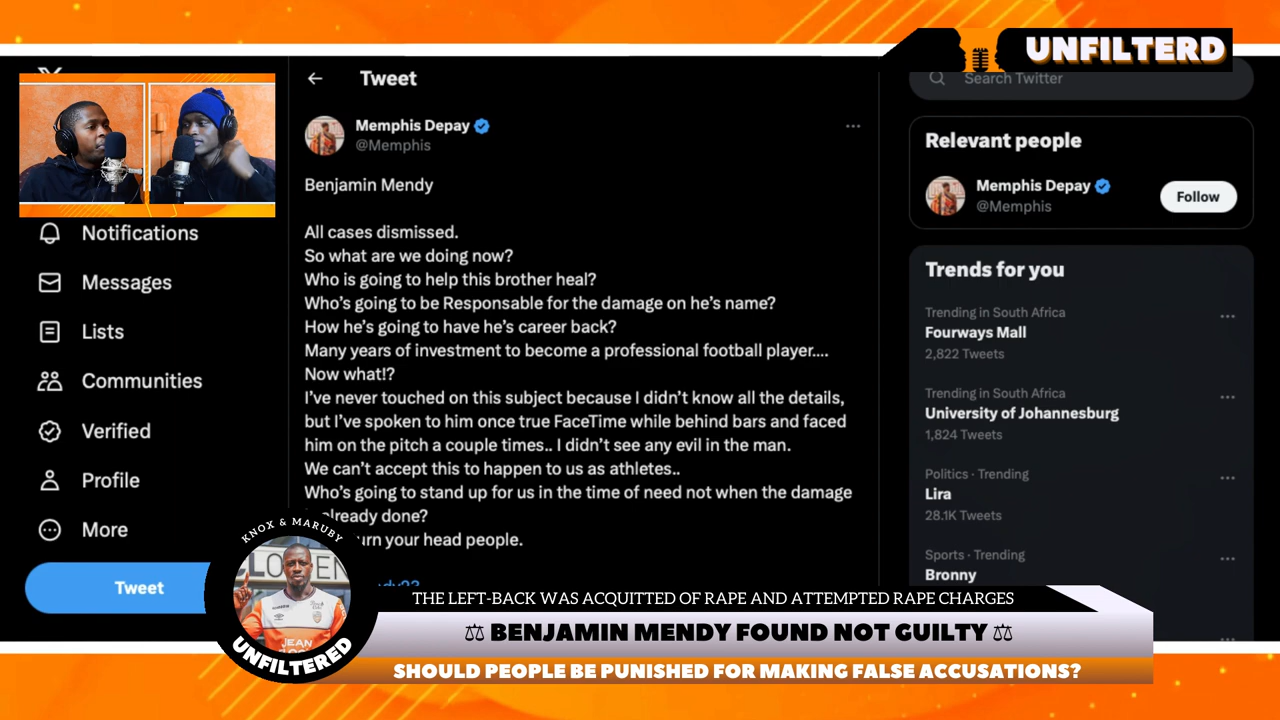 UNFILTERD
Tweet
Search Twitter
Memphis Depay
@Memphis
Benjamin Mendy
All cases dismissed.
So what are we doing now?
Who is going to help this brother heal?
Who's going to be Responsable for the damage on he's name?
How he's going to have he's career back?
Many years of investment to become a professional football player....
Now what!?
I've never touched on this subject because I didn't know all the details,
but I've spoken to him once true FaceTime while behind bars and faced
him on the pitch a couple times.. I didn't see any evil in the man.
We can't accept this to happen to us as athletes..
Who's going to stand up for us in the time of need not when the damage
already done?
your head people.
Notifications
Messages
Lists
Communities
Verified
Profile
More
Tweet
Relevant people
Memphis Depay
@Memphis
Follow
Trends for you
Trending in South Africa
Fourways Mall
2,822 Tweets
Trending in South Africa
University of Johannesburg
1,824 Tweets
Politics · Trending
Lira
28.1K Tweets
Sports · Trending
Bronny
KNOX & MARUBY
JEAN
UNFILTERED
THE LEFT-BACK WAS ACQUITTED OF RAPE AND ATTEMPTED RAPE CHARGES
⚖ BENJAMIN MENDY FOUND NOT GUILTY ⚖
SHOULD PEOPLE BE PUNISHED FOR MAKING FALSE ACCUSATIONS?